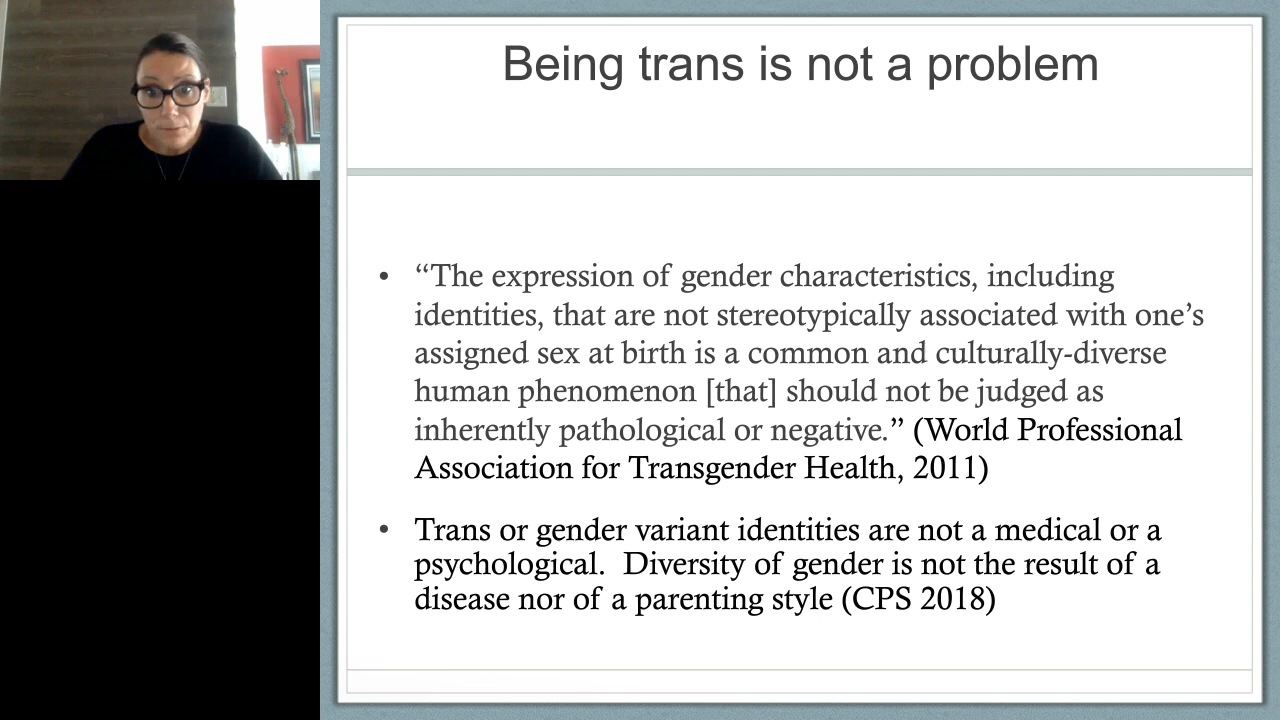 Being trans is not a problem
• “The expression of gender characteristics, including
identities, that are not stereotypically associated with one’s
assigned sex at birth is a common and culturally-diverse
human phenomenon [that] should not be judged as
inherently pathological or negative.” (World Professional
Association for Transgender Health, 2011)
• Trans or gender variant identities are not a medical or a
psychological.  Diversity of gender is not the result of a
disease nor of a parenting style (CPS 2018)